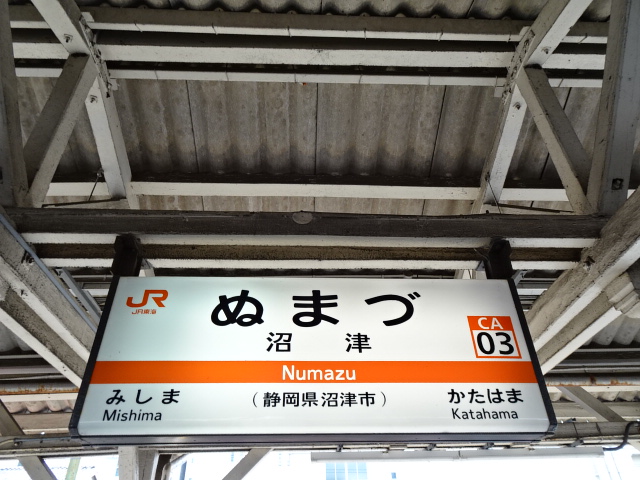 JR
JR東海
ぬまづ
沼津
CA
03
Numazu
みしま
Mishima
(静岡県沼津市)
かたはま
Katahama